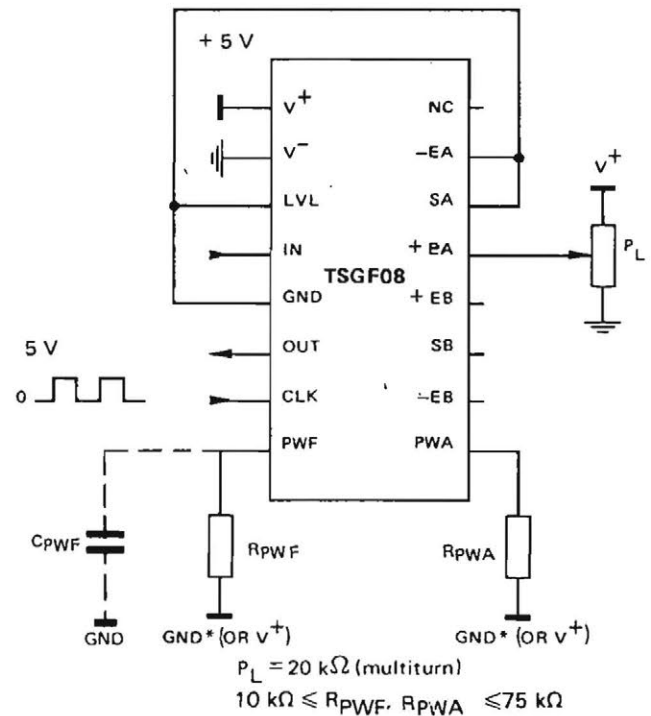 + 5 V
V+
V−
LVL
IN
GND
OUT
CLK
PWF
TSGF08
NC
−EA
SA
+ EA
+ EB
SB
−EB
PWA
V+
PL
5 V
0
CPWF
GND
RPWF
GND* (OR V+)
RPWA
GND* (OR V+)
PL = 20 kΩ (multiturn)
10 kΩ ⩽ RPWF, RPWA ⩽75 kΩ